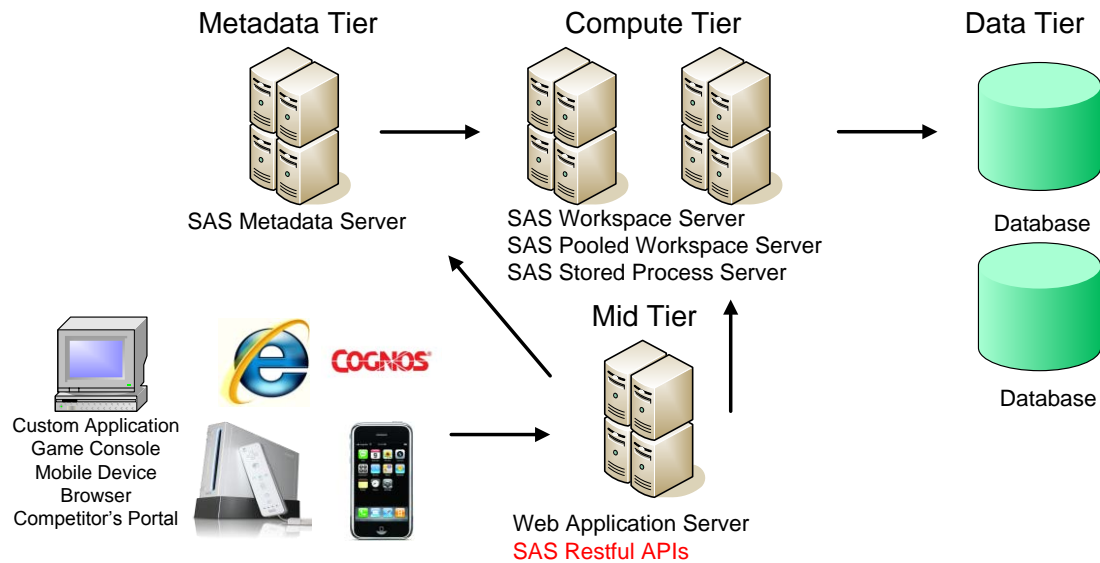 Metadata Tier
Compute Tier
Data Tier
SAS Metadata Server
SAS Workspace Server
SAS Pooled Workspace Server
SAS Stored Process Server
Database
Database
Mid Tier
COGNOS®
Custom Application
Game Console
Mobile Device
Browser
Competitor's Portal
Web Application Server
SAS Restful APIs